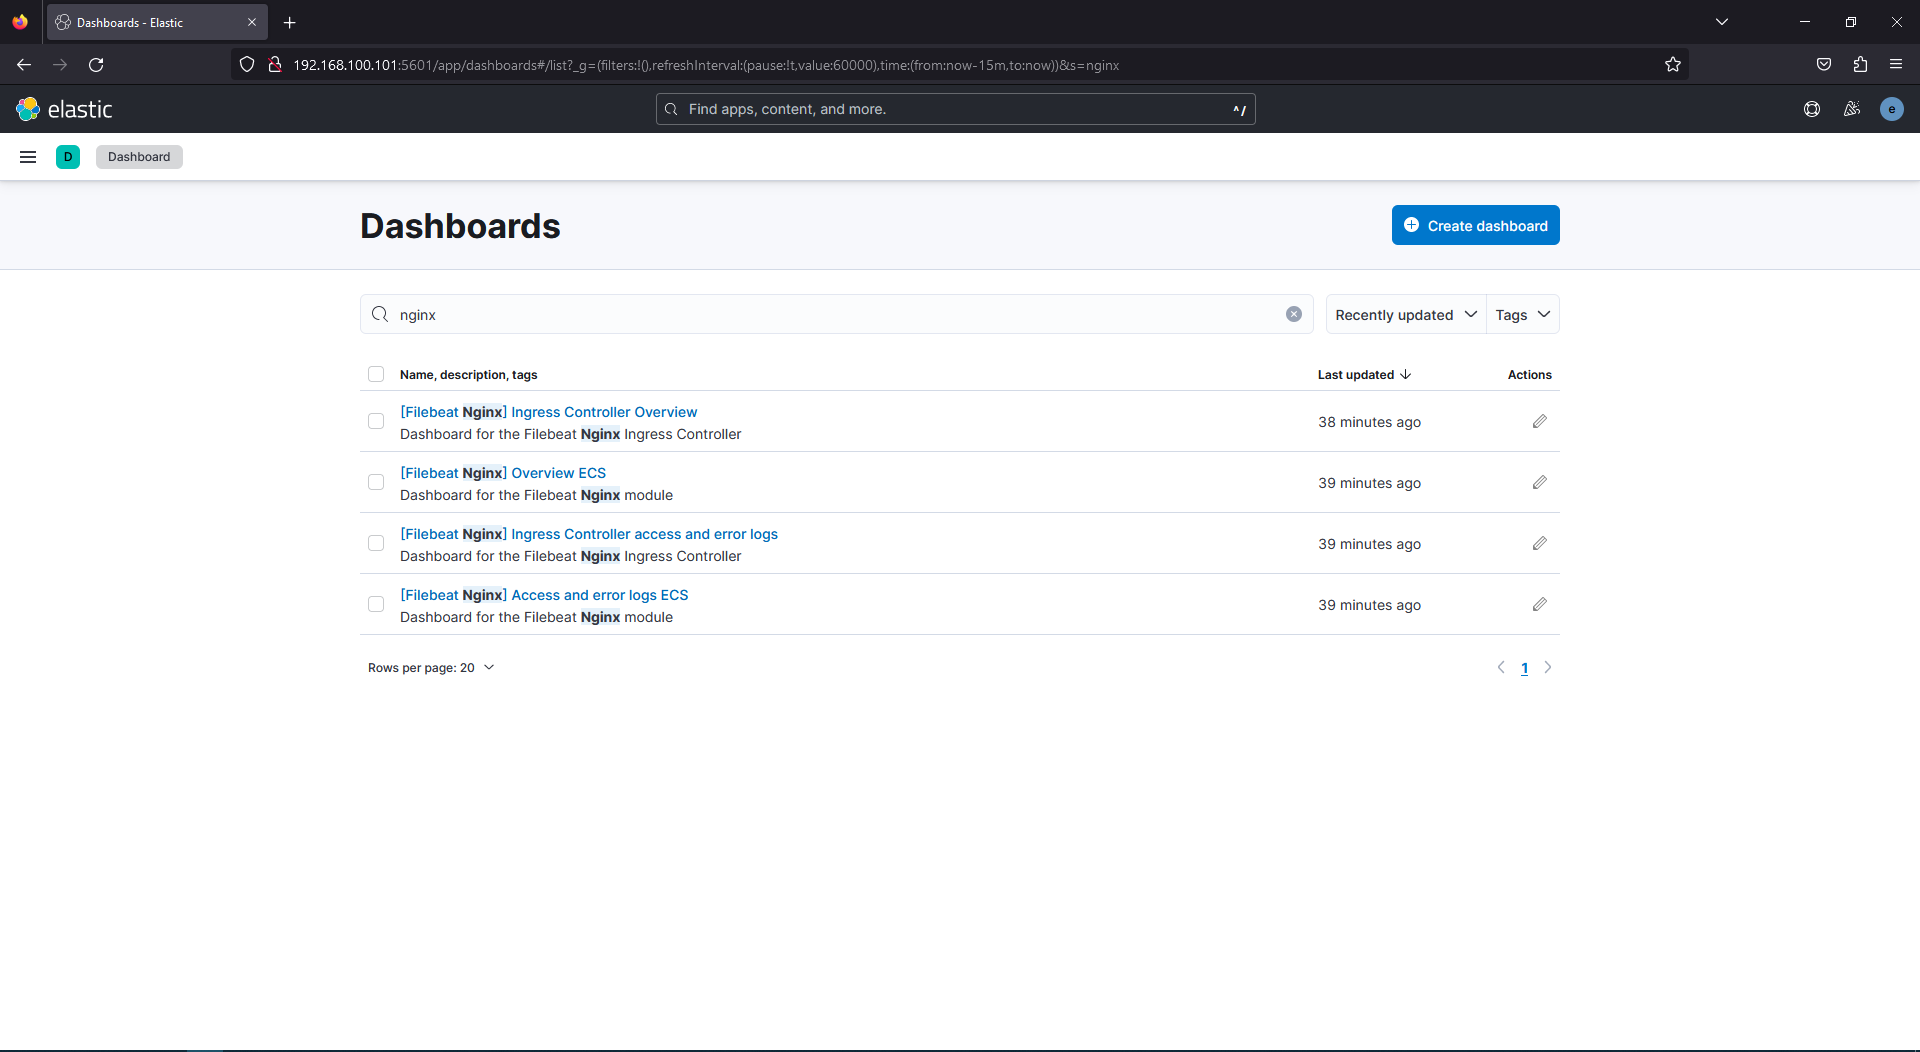 Dashboards - Elastic
192.168.100.101:5601/app/dashboards#/list?_g=(filters:!(),refreshInterval:(pause:!t,value:60000),time:(from:now-15m,to:now))&s=nginx
elastic
Find apps, content, and more.
^/
e
D
Dashboard
Dashboards
Create dashboard
nginx
Recently updated
Tags
Name, description, tags
Last updated
Actions
[Filebeat Nginx] Ingress Controller Overview
Dashboard for the Filebeat Nginx Ingress Controller
38 minutes ago
[Filebeat Nginx] Overview ECS
Dashboard for the Filebeat Nginx module
39 minutes ago
[Filebeat Nginx] Ingress Controller access and error logs
Dashboard for the Filebeat Nginx Ingress Controller
39 minutes ago
[Filebeat Nginx] Access and error logs ECS
Dashboard for the Filebeat Nginx module
39 minutes ago
Rows per page: 20
1